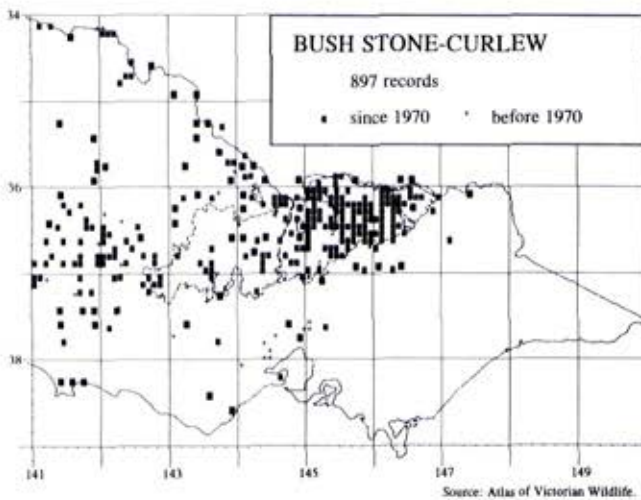 34
BUSH STONE-CURLEW
897 records
since 1970 before 1970
36
38
141 143 145 147 149
Source: Atlas of Victorian Wildlife.